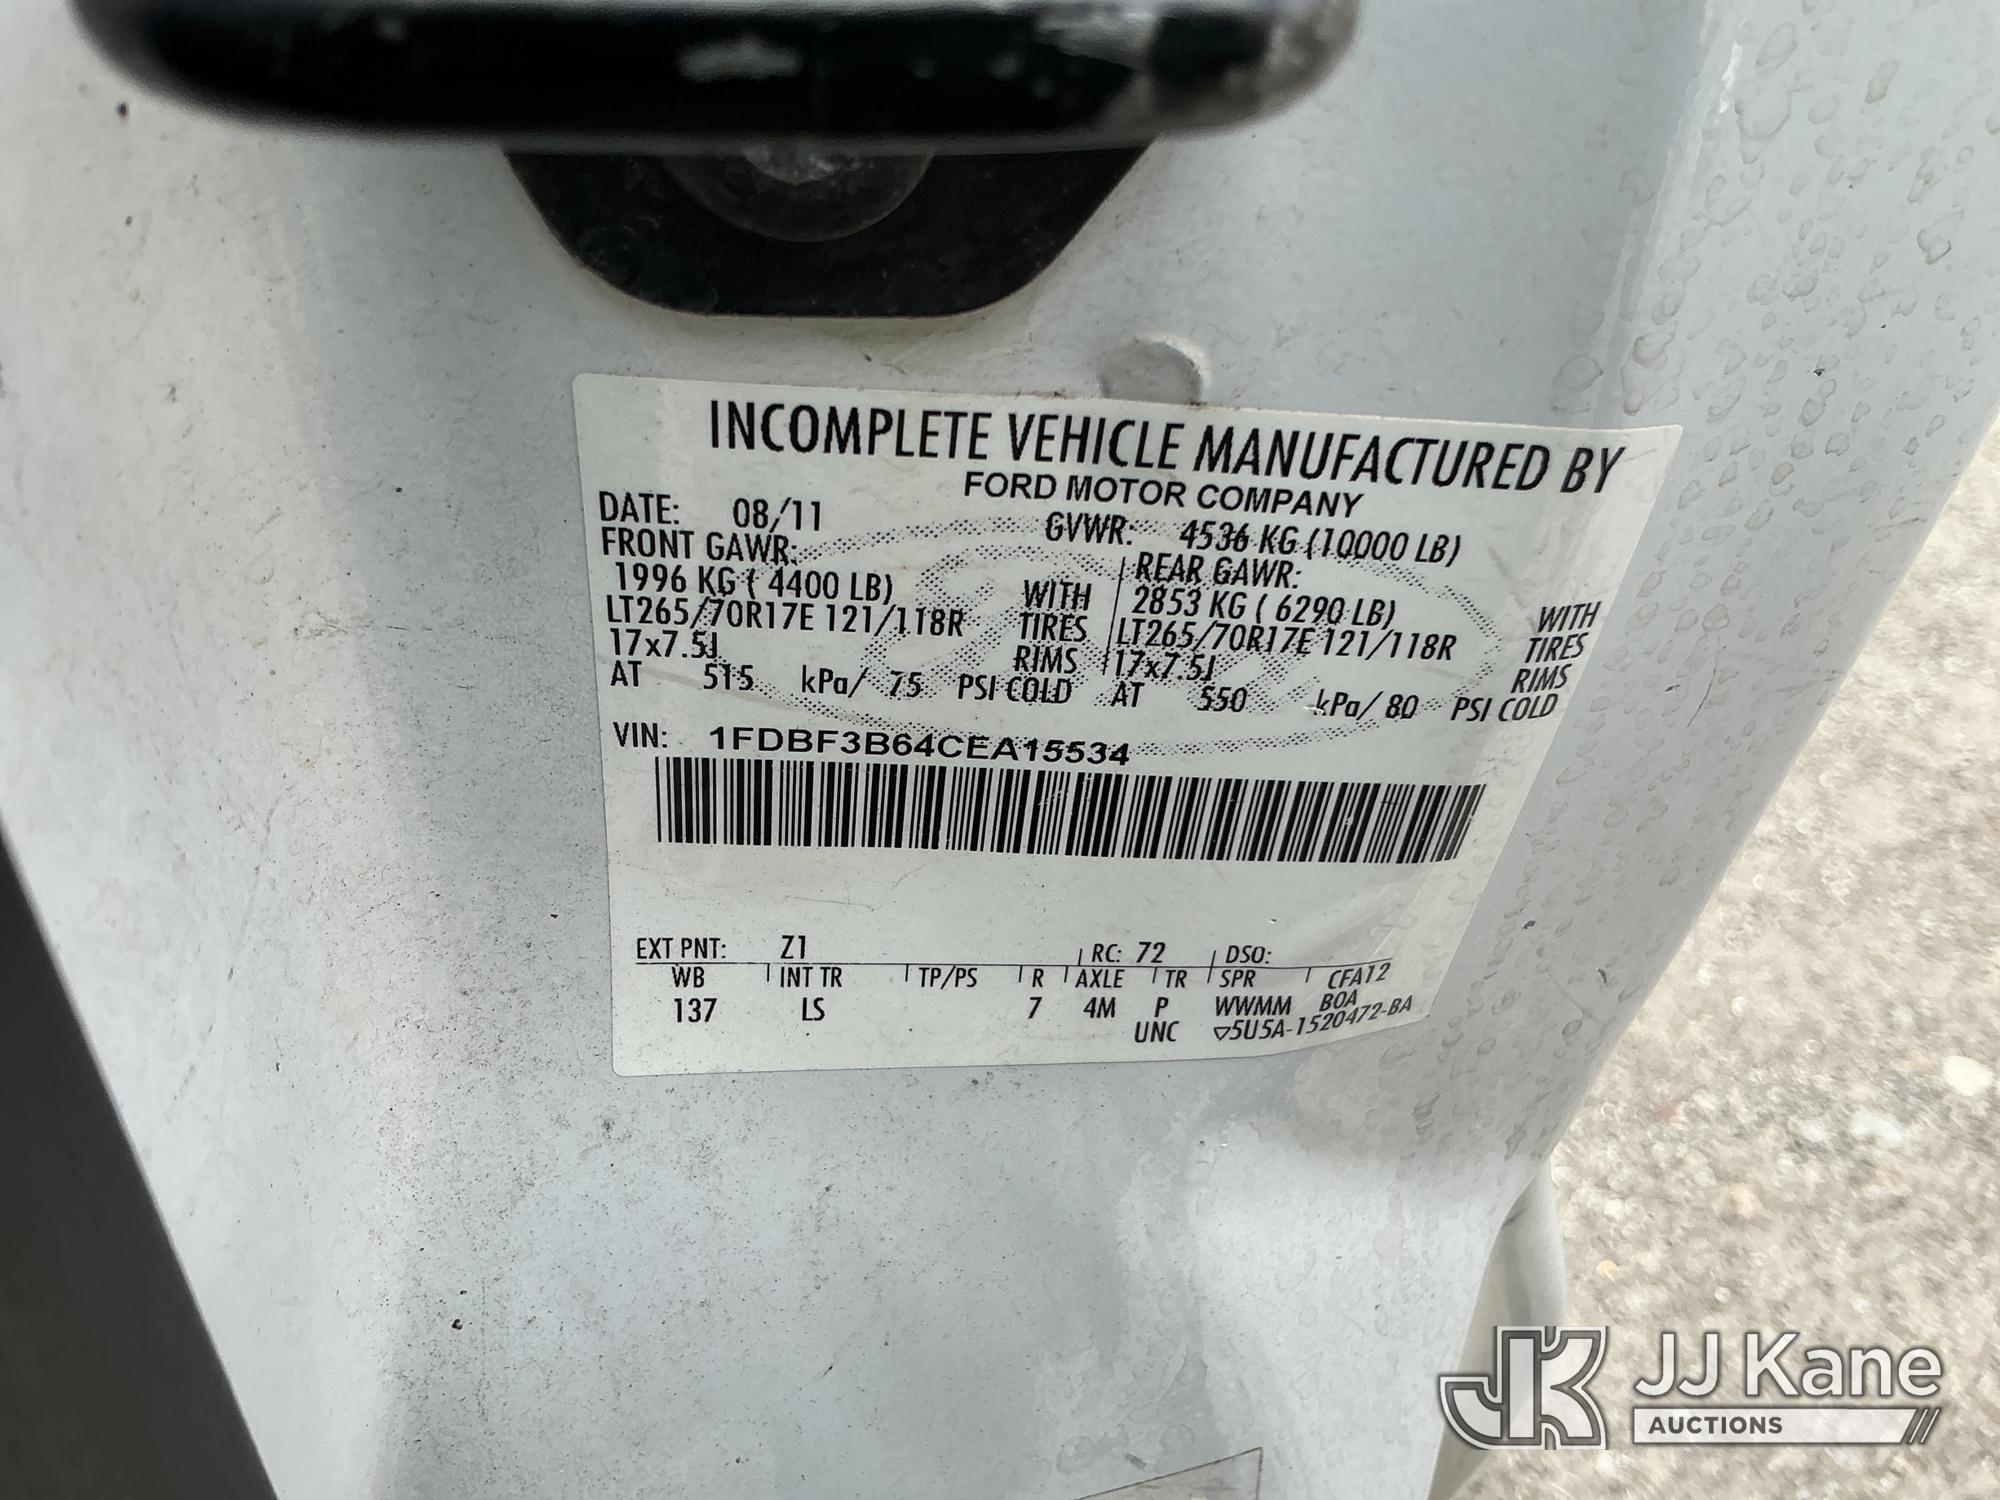 INCOMPLETE VEHICLE MANUFACTURED BY
FORD MOTOR COMPANY
DATE: 08/11 GVWR: 4536 KG (10000 LB)
FRONT GAWR: REAR GAWR:
1996 KG ( 4400 LB) WITH 2853 KG ( 6290 LB) WITH
LT265/70R17E 121/118R TIRES LT265/70R17E 121/118R TIRES
17x7.5J RIMS 17x7.5J RIMS
AT 515 kPa/ 75 PSI COLD AT 550 kPa/ 80 PSI COLD
VIN: 1FDBF3B64CEA15534
EXT PNT: Z1 RC: 72 DSO:
WB INT TR TP/PS R AXLE TR SPR CFA12
137 LS 7 4M P WWMM BOA
UNC ▽5U5A-1520472-BA
JK JJ Kane
AUCTIONS